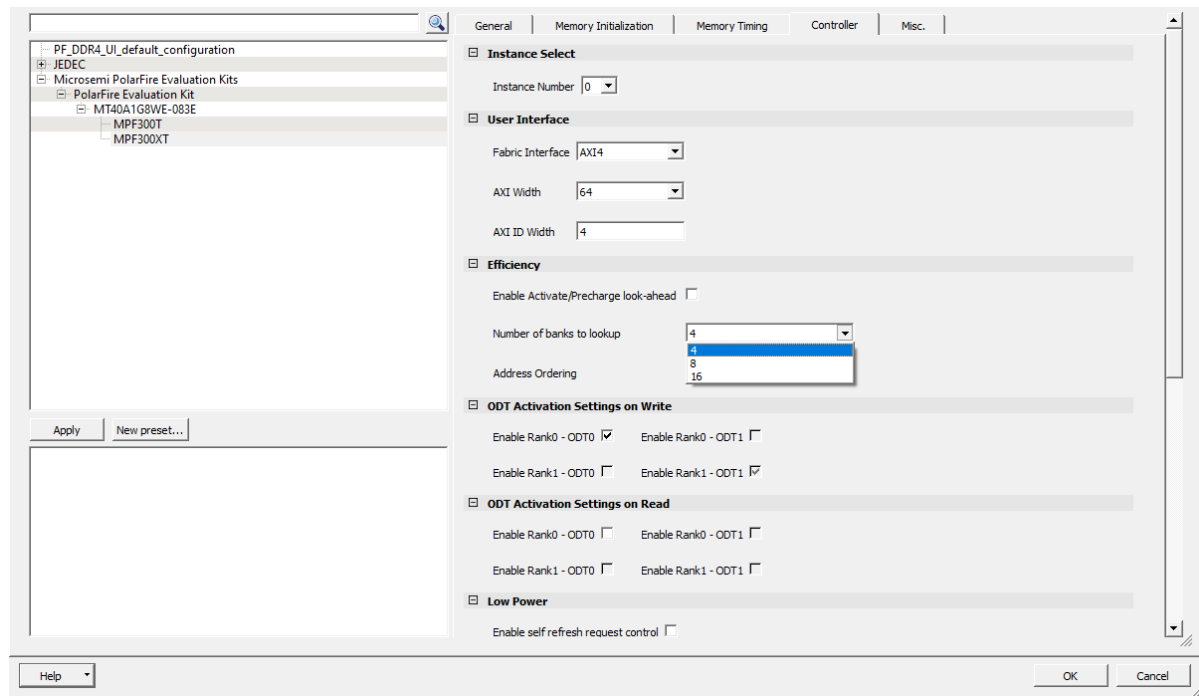 General Memory Initialization Memory Timing Controller Misc.
PF_DDR4_UI_default_configuration
JEDEC
Microsemi PolarFire Evaluation Kits
PolarFire Evaluation Kit
MT40A1G8WE-083E
MPF300T
MPF300XT
Apply New preset...
Instance Select
Instance Number 0
User Interface
Fabric Interface AXI4
AXI Width 64
AXI ID Width 4
Efficiency
Enable Activate/Precharge look-ahead
Number of banks to lookup 4
4
8
16
Address Ordering
ODT Activation Settings on Write
Enable Rank0 - ODT0 Enable Rank0 - ODT1
Enable Rank1 - ODT0 Enable Rank1 - ODT1
ODT Activation Settings on Read
Enable Rank0 - ODT0 Enable Rank0 - ODT1
Enable Rank1 - ODT0 Enable Rank1 - ODT1
Low Power
Enable self refresh request control
Help OK Cancel